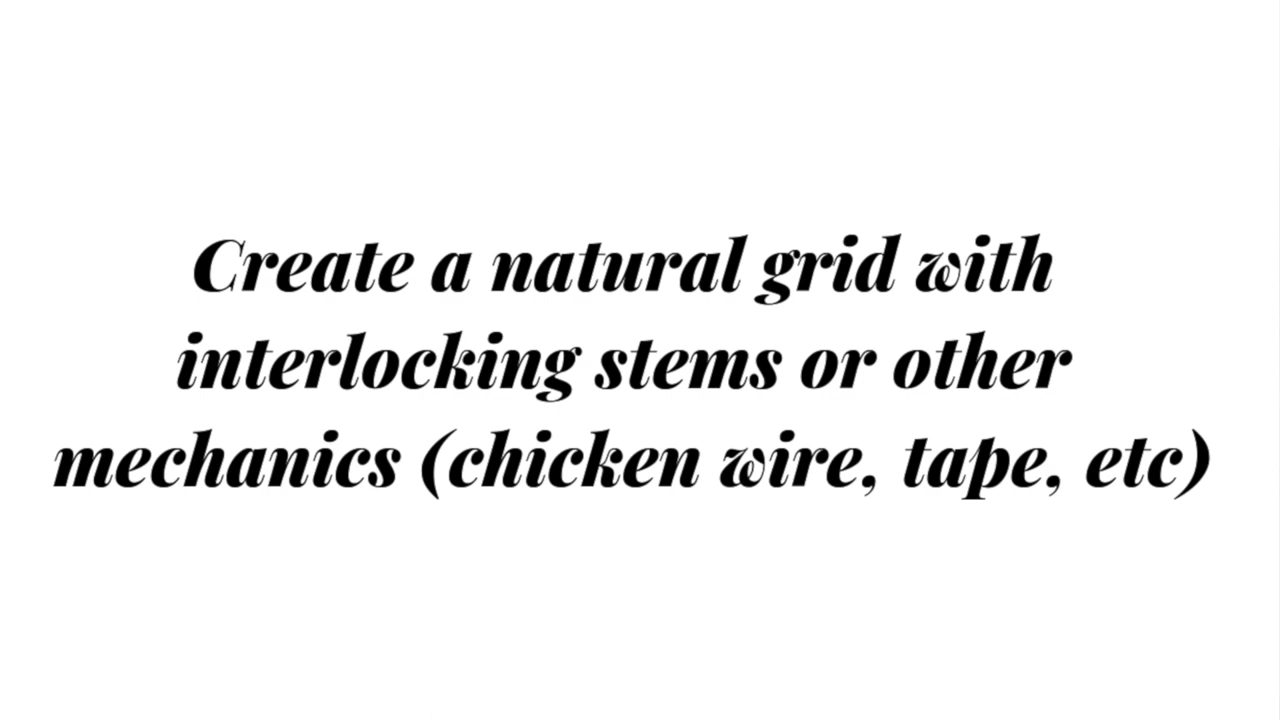 Create a natural grid with
interlocking stems or other
mechanics (chicken wire, tape, etc)